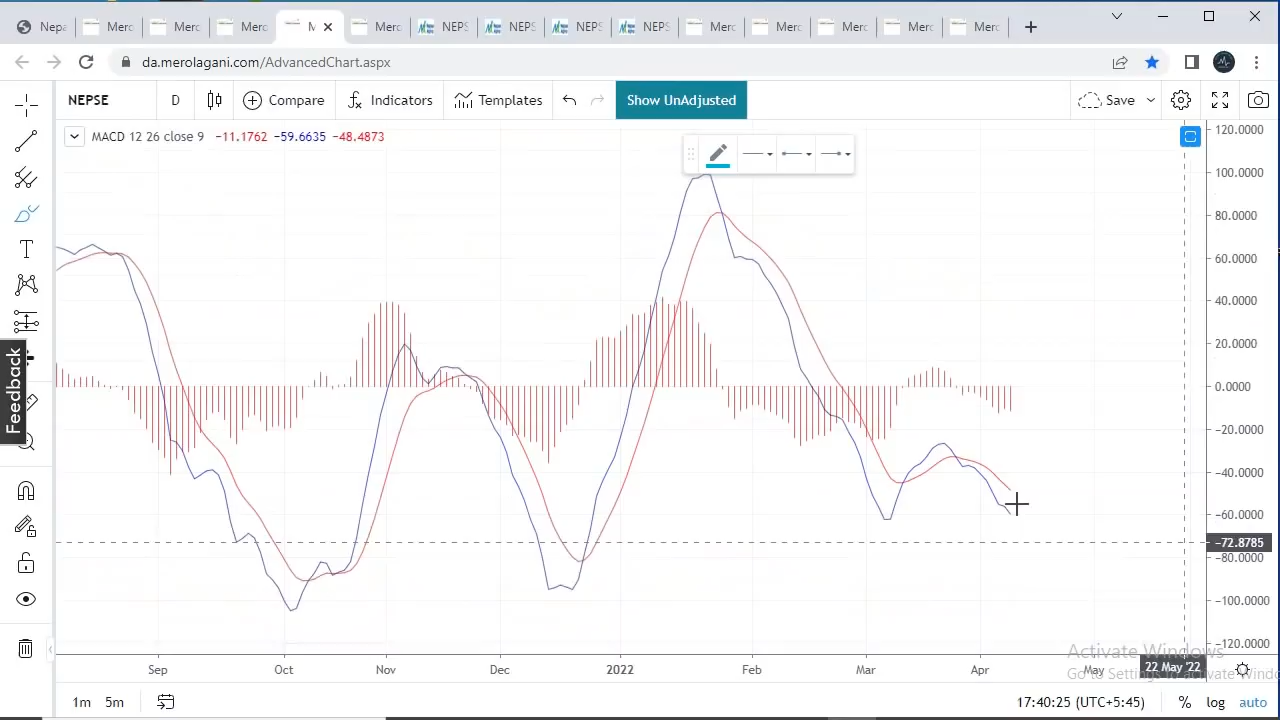 Nepa Merc Merc Merc M Merc NEPS NEPS NEPS NEPS Merc Merc Merc Merc Merc
da.merolagani.com/AdvancedChart.aspx
NEPSE D Compare Indicators Templates Show UnAdjusted Save
MACD 12 26 close 9 −11.1762 −59.6635 −48.4873
120.0000
100.0000
80.0000
60.0000
40.0000
20.0000
0.0000
−20.0000
−40.0000
−60.0000
−72.8785
−80.0000
−100.0000
−120.0000
Feedback
T
Activate Windows
Go to Settings to activate Windo
Sep Oct Nov Dec 2022 Feb Mar Apr May 22 May '22
1m 5m 17:40:25 (UTC+5:45) % log auto